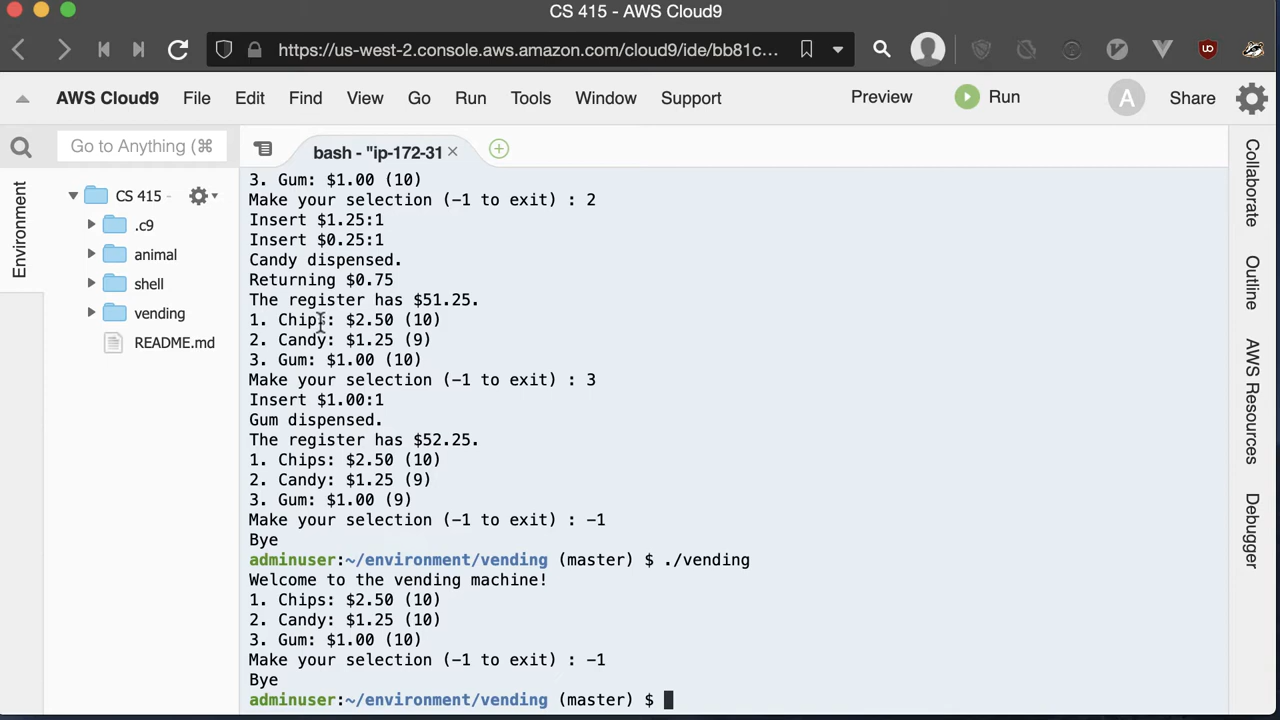 CS 415 - AWS Cloud9
https://us-west-2.console.aws.amazon.com/cloud9/ide/bb81c...
AWS Cloud9 File Edit Find View Go Run Tools Window Support Preview Run A Share
Go to Anything (⌘
bash - "ip-172-31
Environment
CS 415 -
.c9
animal
shell
vending
README.md
3. Gum: $1.00 (10)
Make your selection (-1 to exit) : 2
Insert $1.25:1
Insert $0.25:1
Candy dispensed.
Returning $0.75
The register has $51.25.
1. Chips: $2.50 (10)
2. Candy: $1.25 (9)
3. Gum: $1.00 (10)
Make your selection (-1 to exit) : 3
Insert $1.00:1
Gum dispensed.
The register has $52.25.
1. Chips: $2.50 (10)
2. Candy: $1.25 (9)
3. Gum: $1.00 (9)
Make your selection (-1 to exit) : -1
Bye
adminuser:~/environment/vending (master) $ ./vending
Welcome to the vending machine!
1. Chips: $2.50 (10)
2. Candy: $1.25 (10)
3. Gum: $1.00 (10)
Make your selection (-1 to exit) : -1
Bye
adminuser:~/environment/vending (master) $
Collaborate
Outline
AWS Resources
Debugger